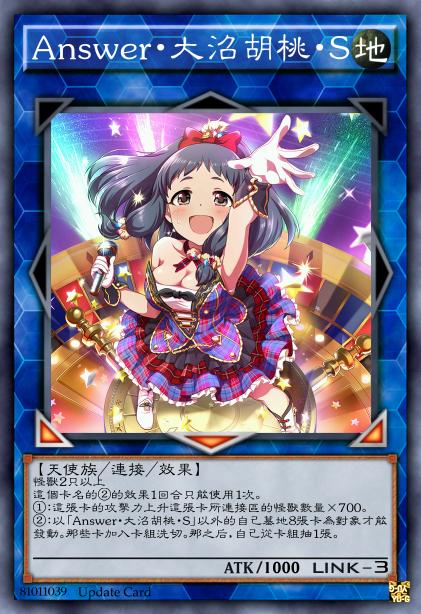 Answer・大沼胡桃・S
地
【天使族/連接/效果】
怪獸2只以上
這個卡名的②的效果1回合只能使用1次。
①:這張卡的攻擊力上升這張卡所連接區的怪獸數量×700。
②:以「Answer・大沼胡桃・S」以外的自己墓地8張卡為對象才能
發動。那些卡加入卡組洗切。那之后,自己從卡組抽1張。
ATK/1000 LINK-3
81011039 Update Card